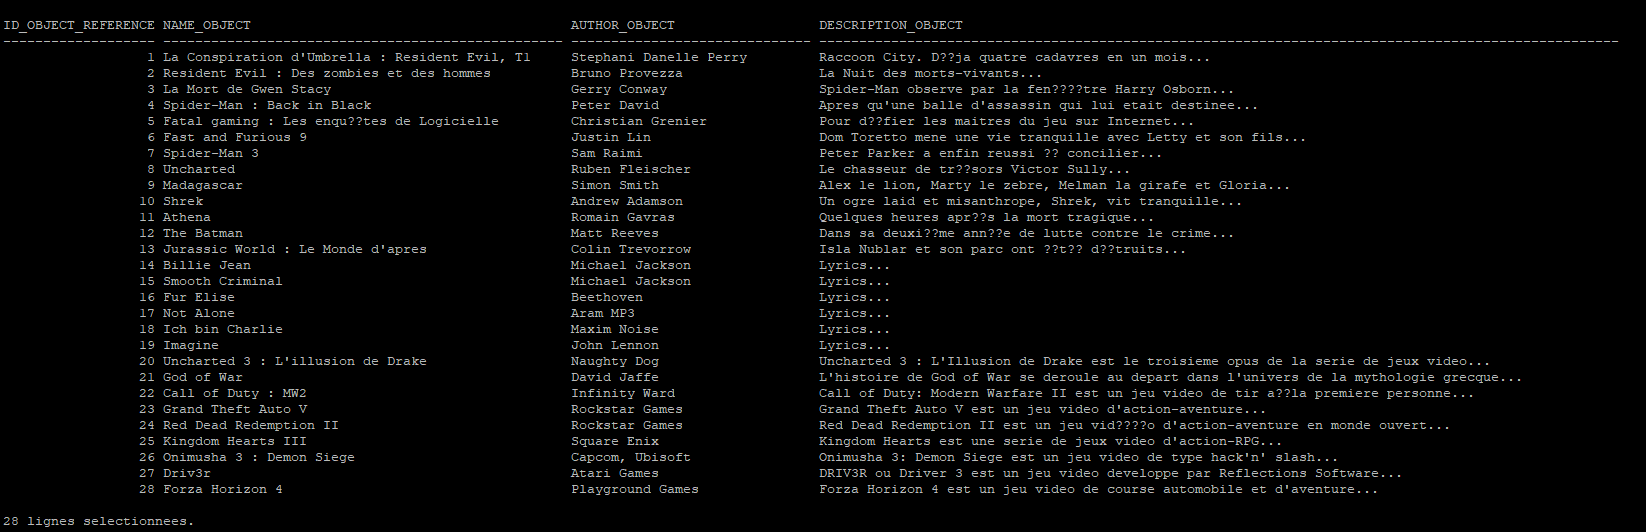 ID_OBJECT_REFERENCE NAME_OBJECT AUTHOR_OBJECT DESCRIPTION_OBJECT
------------------- -------------------------------------------------- ------------------------------ ----------------------------------------------------------------------------------------------------
1 La Conspiration d'Umbrella : Resident Evil, T1 Stephani Danelle Perry Raccoon City. D??ja quatre cadavres en un mois...
2 Resident Evil : Des zombies et des hommes Bruno Provezza La Nuit des morts-vivants...
3 La Mort de Gwen Stacy Gerry Conway Spider-Man observe par la fen????tre Harry Osborn...
4 Spider-Man : Back in Black Peter David Apres qu'une balle d'assassin qui lui etait destinee...
5 Fatal gaming : Les enqu??tes de Logicielle Christian Grenier Pour d??fier les maitres du jeu sur Internet...
6 Fast and Furious 9 Justin Lin Dom Toretto mene une vie tranquille avec Letty et son fils...
7 Spider-Man 3 Sam Raimi Peter Parker a enfin reussi ?? concilier...
8 Uncharted Ruben Fleischer Le chasseur de tr??sors Victor Sully...
9 Madagascar Simon Smith Alex le lion, Marty le zebre, Melman la girafe et Gloria...
10 Shrek Andrew Adamson Un ogre laid et misanthrope, Shrek, vit tranquille...
11 Athena Romain Gavras Quelques heures apr??s la mort tragique...
12 The Batman Matt Reeves Dans sa deuxi??me ann??e de lutte contre le crime...
13 Jurassic World : Le Monde d'apres Colin Trevorrow Isla Nublar et son parc ont ??t?? d??truits...
14 Billie Jean Michael Jackson Lyrics...
15 Smooth Criminal Michael Jackson Lyrics...
16 Fur Elise Beethoven Lyrics...
17 Not Alone Aram MP3 Lyrics...
18 Ich bin Charlie Maxim Noise Lyrics...
19 Imagine John Lennon Lyrics...
20 Uncharted 3 : L'illusion de Drake Naughty Dog Uncharted 3 : L'Illusion de Drake est le troisieme opus de la serie de jeux video...
21 God of War David Jaffe L'histoire de God of War se deroule au depart dans l'univers de la mythologie grecque...
22 Call of Duty : MW2 Infinity Ward Call of Duty: Modern Warfare II est un jeu video de tir a??la premiere personne...
23 Grand Theft Auto V Rockstar Games Grand Theft Auto V est un jeu video d'action-aventure...
24 Red Dead Redemption II Rockstar Games Red Dead Redemption II est un jeu vid????o d'action-aventure en monde ouvert...
25 Kingdom Hearts III Square Enix Kingdom Hearts est une serie de jeux video d'action-RPG...
26 Onimusha 3 : Demon Siege Capcom, Ubisoft Onimusha 3: Demon Siege est un jeu video de type hack'n' slash...
27 Driv3r Atari Games DRIV3R ou Driver 3 est un jeu video developpe par Reflections Software...
28 Forza Horizon 4 Playground Games Forza Horizon 4 est un jeu video de course automobile et d'aventure...
28 lignes selectionnees.